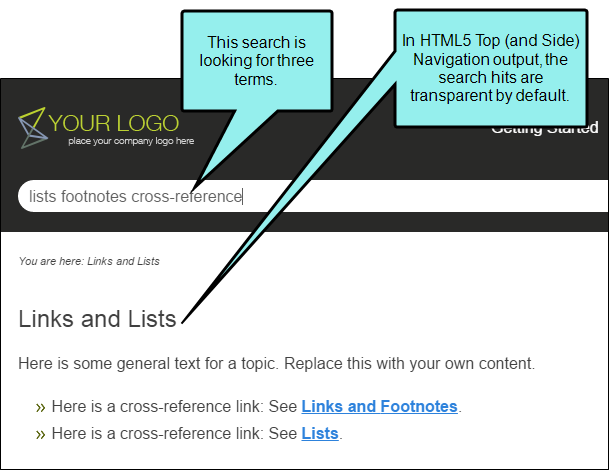 This search is
looking for three
terms.
In HTML5 Top (and Side)
Navigation output, the
search hits are
transparent by default.
YOUR LOGO
place your company logo here
Getting Started
lists footnotes cross-reference
You are here: Links and Lists
Links and Lists
Here is some general text for a topic. Replace this with your own content.
» Here is a cross-reference link: See Links and Footnotes.
» Here is a cross-reference link: See Lists.